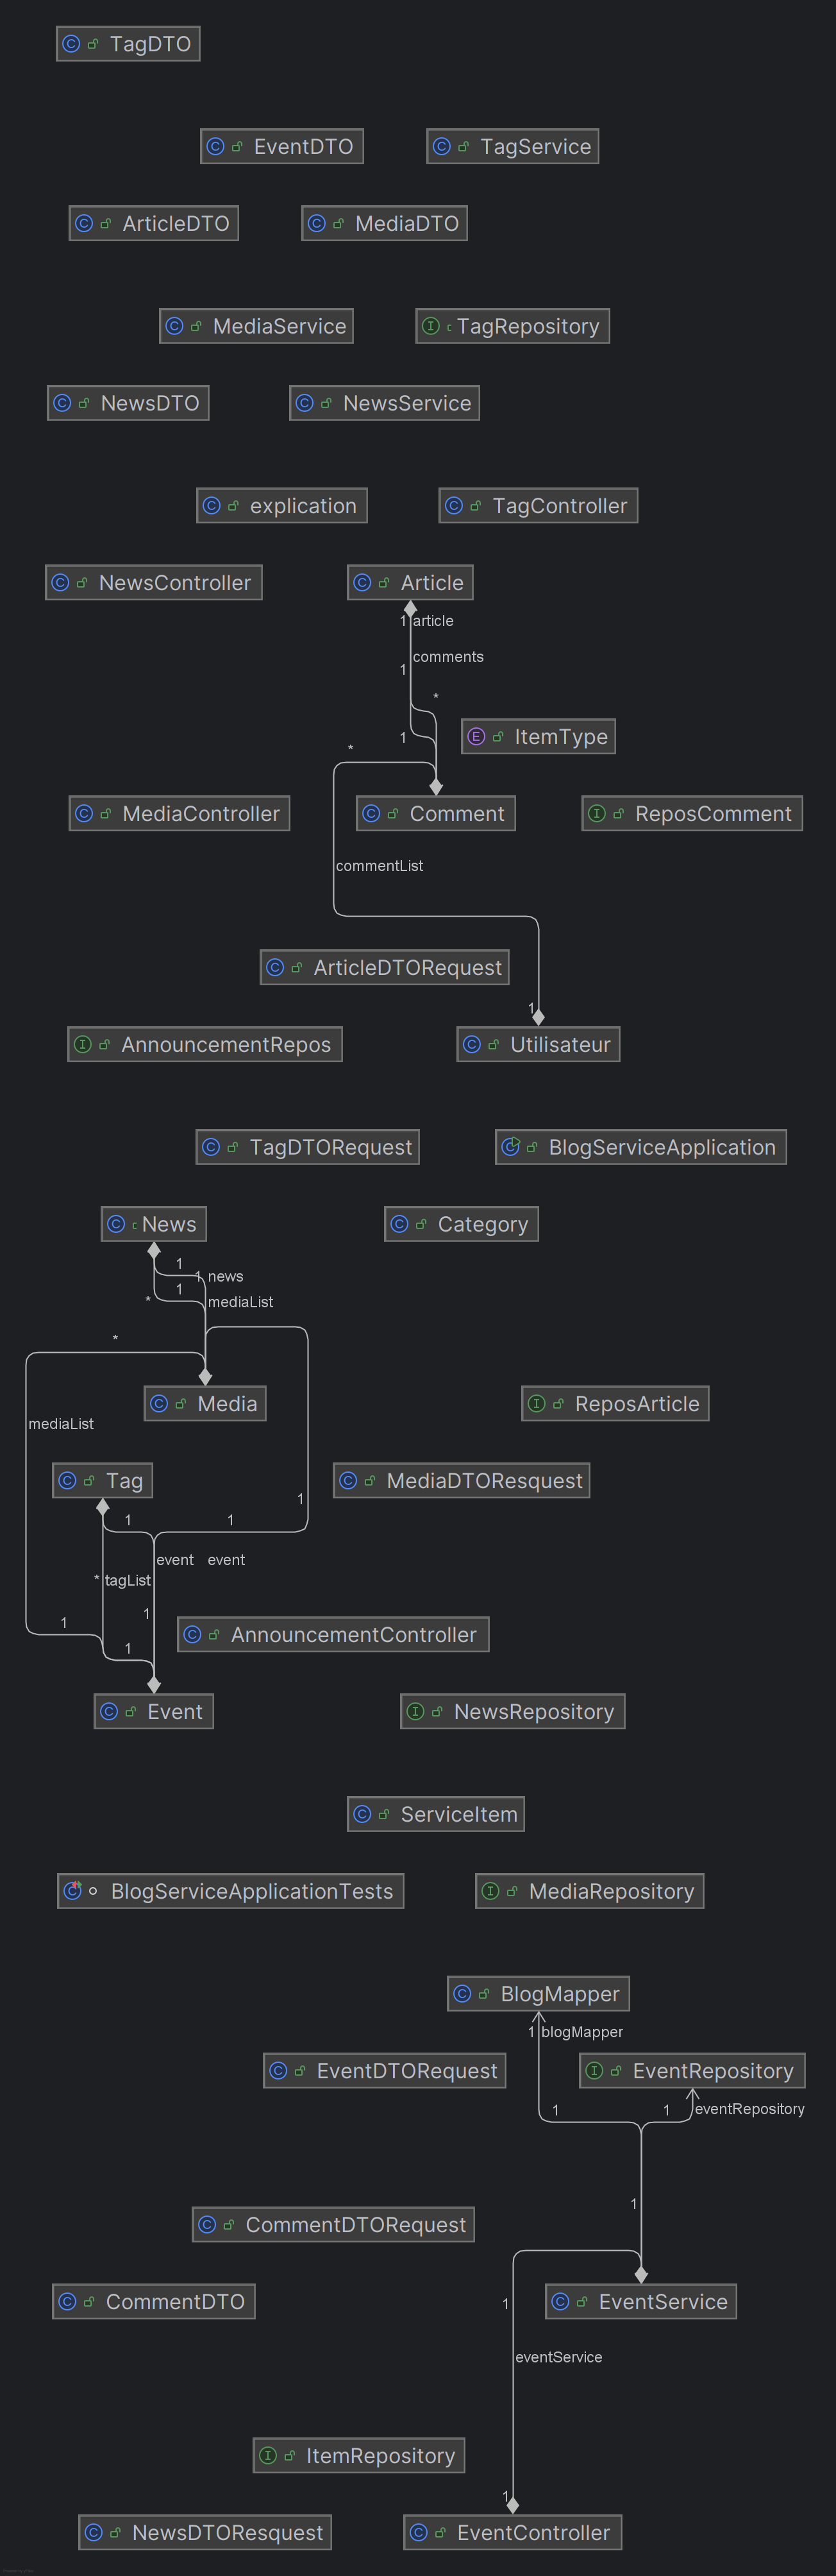 TagDTO
EventDTO
TagService
ArticleDTO
MediaDTO
MediaService
TagRepository
NewsDTO
NewsService
explication
TagController
NewsController
Article
1 article
comments
1
*
1
ItemType
*
MediaController
Comment
ReposComment
commentList
ArticleDTORequest
1
AnnouncementRepos
Utilisateur
TagDTORequest
BlogServiceApplication
News
Category
1
1 news
1
* mediaList
*
Media
ReposArticle
mediaList
Tag
MediaDTOResquest
1
1
1
event event
* tagList
1
1
1
AnnouncementController
Event
NewsRepository
ServiceItem
BlogServiceApplicationTests
MediaRepository
BlogMapper
1 blogMapper
EventDTORequest
EventRepository
1
1
eventRepository
1
CommentDTORequest
CommentDTO
1
EventService
eventService
ItemRepository
1
NewsDTOResquest
EventController